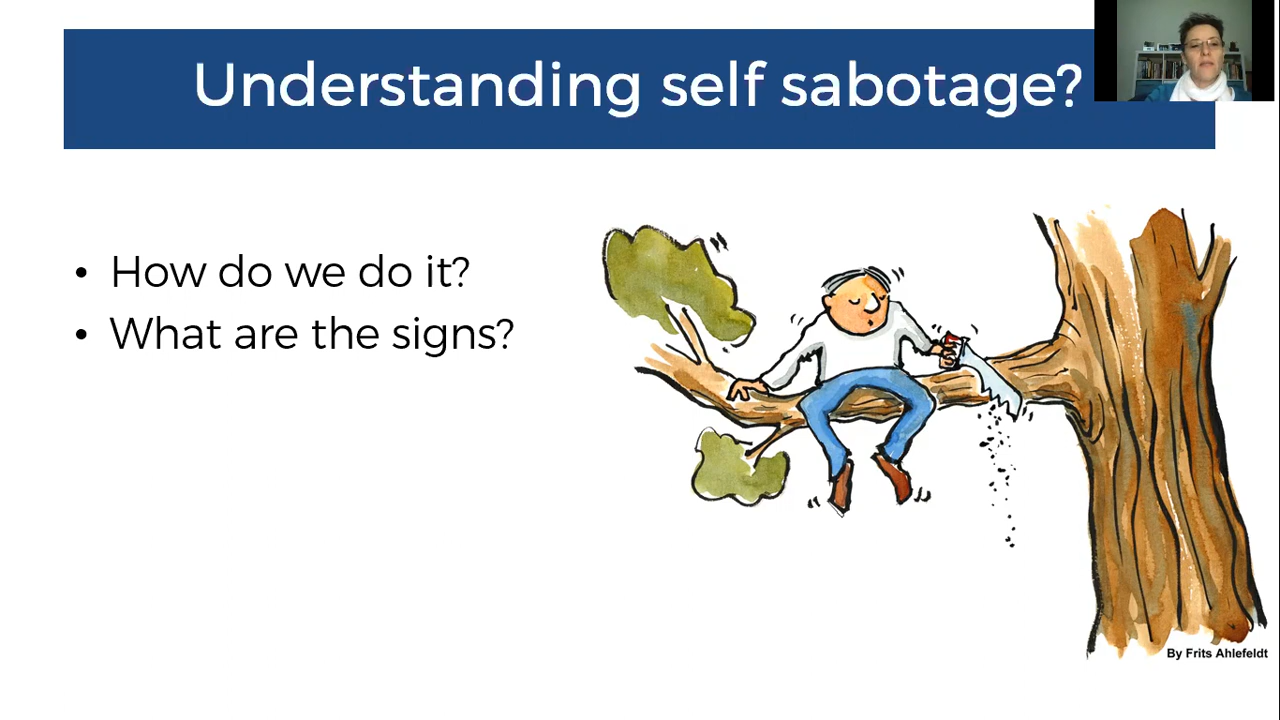 Understanding self sabotage?
• How do we do it?
• What are the signs?
By Frits Ahlefeldt